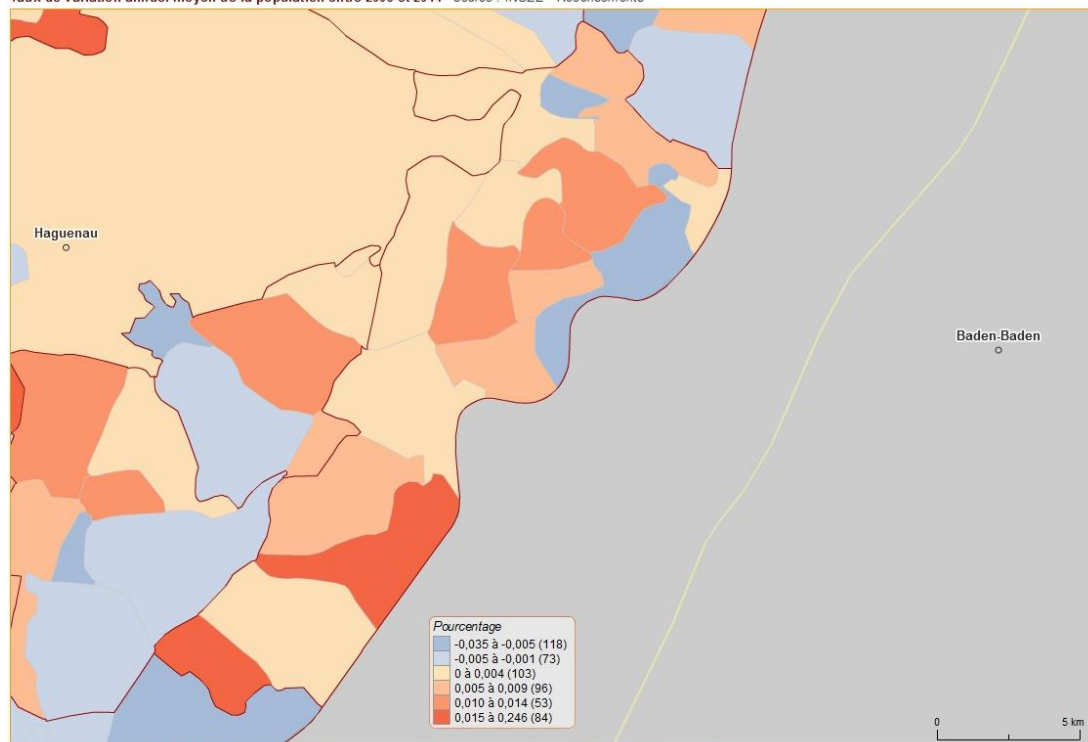 Haguenau
Baden-Baden
Pourcentage
-0,035 à -0,005 (118)
-0,005 à -0,001 (73)
0 à 0,004 (103)
0,005 à 0,009 (96)
0,010 à 0,014 (53)
0,015 à 0,246 (84)
0 5 km